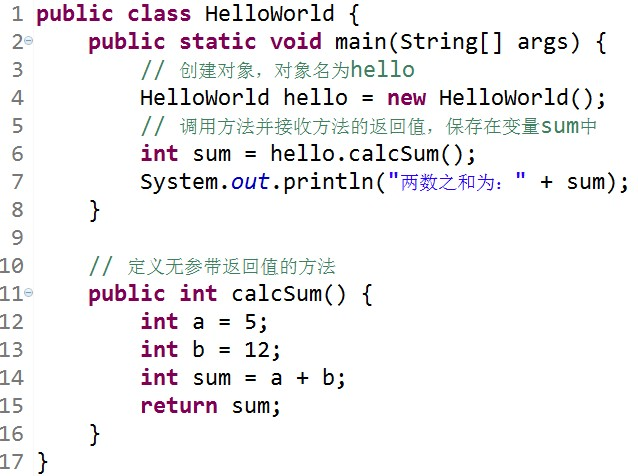 1 public class HelloWorld {
2 public static void main(String[] args) {
3 // 创建对象，对象名为hello
4 HelloWorld hello = new HelloWorld();
5 // 调用方法并接收方法的返回值，保存在变量sum中
6 int sum = hello.calcSum();
7 System.out.println("两数之和为：" + sum);
8 }
9
10 // 定义无参带返回值的方法
11 public int calcSum() {
12 int a = 5;
13 int b = 12;
14 int sum = a + b;
15 return sum;
16 }
17 }